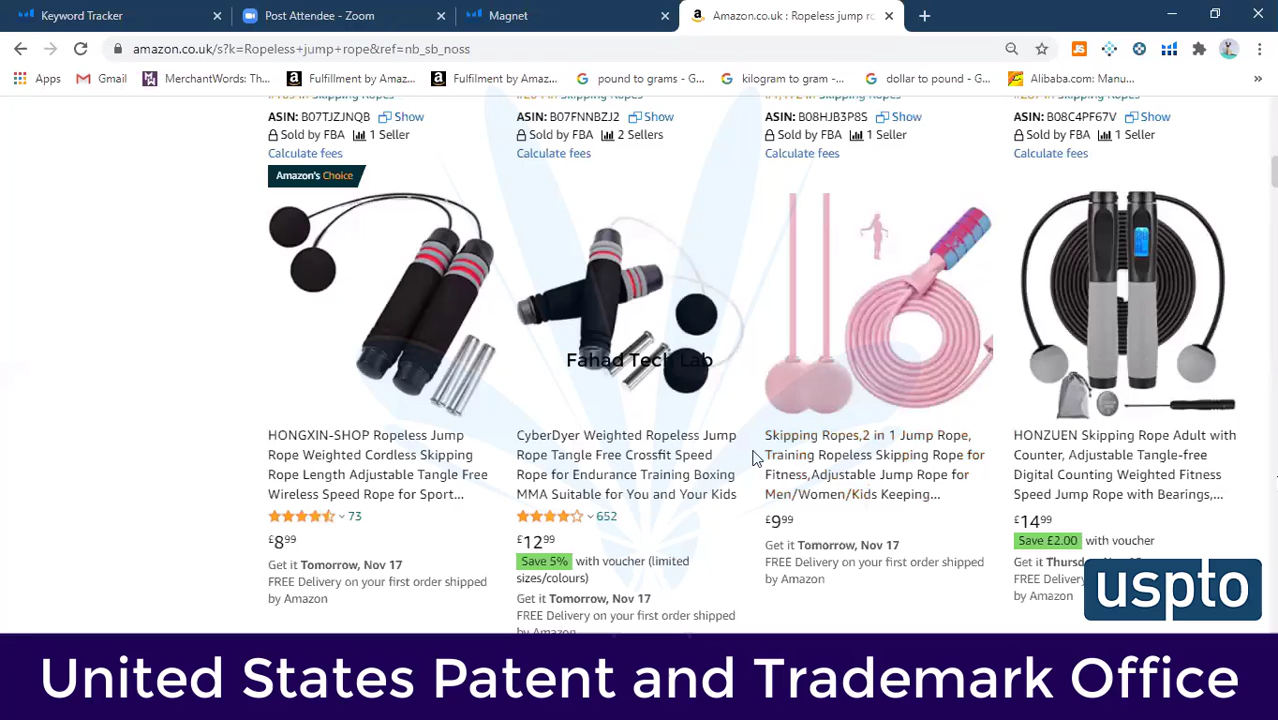 Keyword Tracker
Post Attendee - Zoom
Magnet
Amazon.co.uk : Ropeless jump ro
amazon.co.uk/s?k=Ropeless+jump+rope&ref=nb_sb_noss
Apps
Gmail
MerchantWords: Th...
Fulfillment by Amaz...
Fulfilment by Amaz...
pound to grams - G...
kilogram to gram -...
dollar to pound - G...
Alibaba.com: Manu...
ASIN: B07TJZJNQB Show
Sold by FBA 1 Seller
Calculate fees
ASIN: B07FNNBZJ2 Show
Sold by FBA 2 Sellers
Calculate fees
ASIN: B08HJB3P8S Show
Sold by FBA 1 Seller
Calculate fees
ASIN: B08C4PF67V Show
Sold by FBA 1 Seller
Calculate fees
Amazon's Choice
Fahad Tech Lab
HONGXIN-SHOP Ropeless Jump
Rope Weighted Cordless Skipping
Rope Length Adjustable Tangle Free
Wireless Speed Rope for Sport...
73
£8.99
Get it Tomorrow, Nov 17
FREE Delivery on your first order shipped
by Amazon
CyberDyer Weighted Ropeless Jump
Rope Tangle Free Crossfit Speed
Rope for Endurance Training Boxing
MMA Suitable for You and Your Kids
652
£12.99
Save 5% with voucher (limited
sizes/colours)
Get it Tomorrow, Nov 17
FREE Delivery on your first order shipped
by Amazon
Skipping Ropes,2 in 1 Jump Rope,
Training Ropeless Skipping Rope for
Fitness,Adjustable Jump Rope for
Men/Women/Kids Keeping...
£9.99
Get it Tomorrow, Nov 17
FREE Delivery on your first order shipped
by Amazon
HONZUEN Skipping Rope Adult with
Counter, Adjustable Tangle-free
Digital Counting Weighted Fitness
Speed Jump Rope with Bearings,...
£14.99
Save £2.00 with voucher
Get it Thursd
FREE Delivery
by Amazon
uspto
United States Patent and Trademark Office